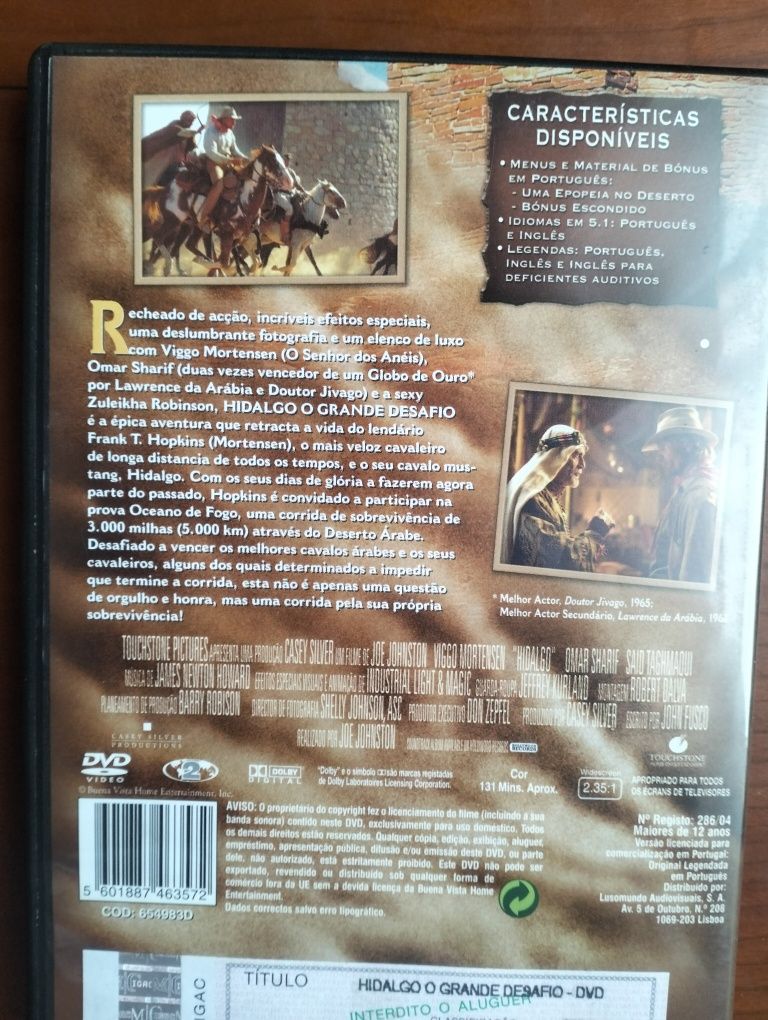 CARACTERÍSTICAS
DISPONÍVEIS
• MENUS E MATERIAL DE BÓNUS
EM PORTUGUÊS:
- UMA EPOPEIA NO DESERTO
- BÓNUS ESCONDIDO
• IDIOMAS EM 5.1: PORTUGUÊS
E INGLÊS
• LEGENDAS: PORTUGUÊS,
INGLÊS E INGLÊS PARA
DEFICIENTES AUDITIVOS
Recheado de acção, incríveis efeitos especiais,
uma deslumbrante fotografia e um elenco de luxo
com Viggo Mortensen (O Senhor dos Anéis),
Omar Sharif (duas vezes vencedor de um Globo de Ouro*
por Lawrence da Arábia e Doutor Jivago) e a sexy
Zuleikha Robinson, HIDALGO O GRANDE DESAFIO
é a épica aventura que retracta a vida do lendário
Frank T. Hopkins (Mortensen), o mais veloz cavaleiro
de longa distancia de todos os tempos, e o seu cavalo mus-
tang, Hidalgo. Com os seus dias de glória a fazerem agora
parte do passado, Hopkins é convidado a participar na
prova Oceano de Fogo, uma corrida de sobrevivência de
3.000 milhas (5.000 km) através do Deserto Árabe.
Desafiado a vencer os melhores cavalos árabes e os seus
cavaleiros, alguns dos quais determinados a impedir
que termine a corrida, esta não é apenas uma questão
de orgulho e honra, mas uma corrida pela sua própria
sobrevivência!
* Melhor Actor, Doutor Jivago, 1965;
Melhor Actor Secundário, Lawrence da Arábia,
TOUCHSTONE PICTURES APRESENTA UMA PRODUÇÃO CASEY SILVER UM FILME DE JOE JOHNSTON VIGGO MORTENSEN "HIDALGO" OMAR SHARIF SAID TAGHMAOUI
MÚSICA DE JAMES NEWTON HOWARD EFEITOS ESPECIAIS VISUAIS E ANIMAÇÃO DE INDUSTRIAL LIGHT & MAGIC GUARDA-ROUPA JEFFREY KURLAND MONTAGEM ROBERT DALVA
PLANEAMENTO DE PRODUÇÃO BARRY ROBISON DIRECTOR DE FOTOGRAFIA SHELLY JOHNSON, ASC PRODUTOR EXECUTIVO DON ZEPFEL PRODUZIDO POR CASEY SILVER ESCRITO POR JOHN FUSCO
REALIZADO POR JOE JOHNSTON
CASEY SILVER
PRODUCTIONS
TOUCHSTONE
DVD
VIDEO
2
DOLBY
DIGITAL
"Dolby" e o símbolo são marcas registadas
de Dolby Laboratories Licensing Corporation.
Cor
131 Mins. Aprox.
Widescreen
2.35:1
APROPRIADO PARA TODOS
OS ÉCRANS DE TELEVISORES
© Buena Vista Home Entertainment, Inc.
AVISO: O proprietário do copyright fez o licenciamento do filme (incluindo a sua
banda sonora) contido neste DVD, exclusivamente para uso doméstico. Todos
os demais direitos estão reservados. Qualquer cópia, edição, exibição, aluguer,
empréstimo, apresentação pública, difusão e/ou emissão deste DVD, ou parte
dele, não autorizado, está estritamente proibido. Este DVD não pode ser
exportado, revendido ou distribuído sob qualquer forma de
comércio fora da UE sem a devida licença da Buena Vista Home
Entertainment.
Dados correctos salvo erro tipográfico.
Nº Registo: 286/04
Maiores de 12 anos
Versão licenciada para
comercialização em Portugal:
Original Legendada
em Português
Distribuido por:
Lusomundo Audiovisuais, S. A.
Av. 5 de Outubro, N.º 208
1069-203 Lisboa
5 601887 463572
COD: 654983D
IGAC
IGAC
TÍTULO
HIDALGO O GRANDE DESAFIO - DVD
INTERDITO O ALUGUER